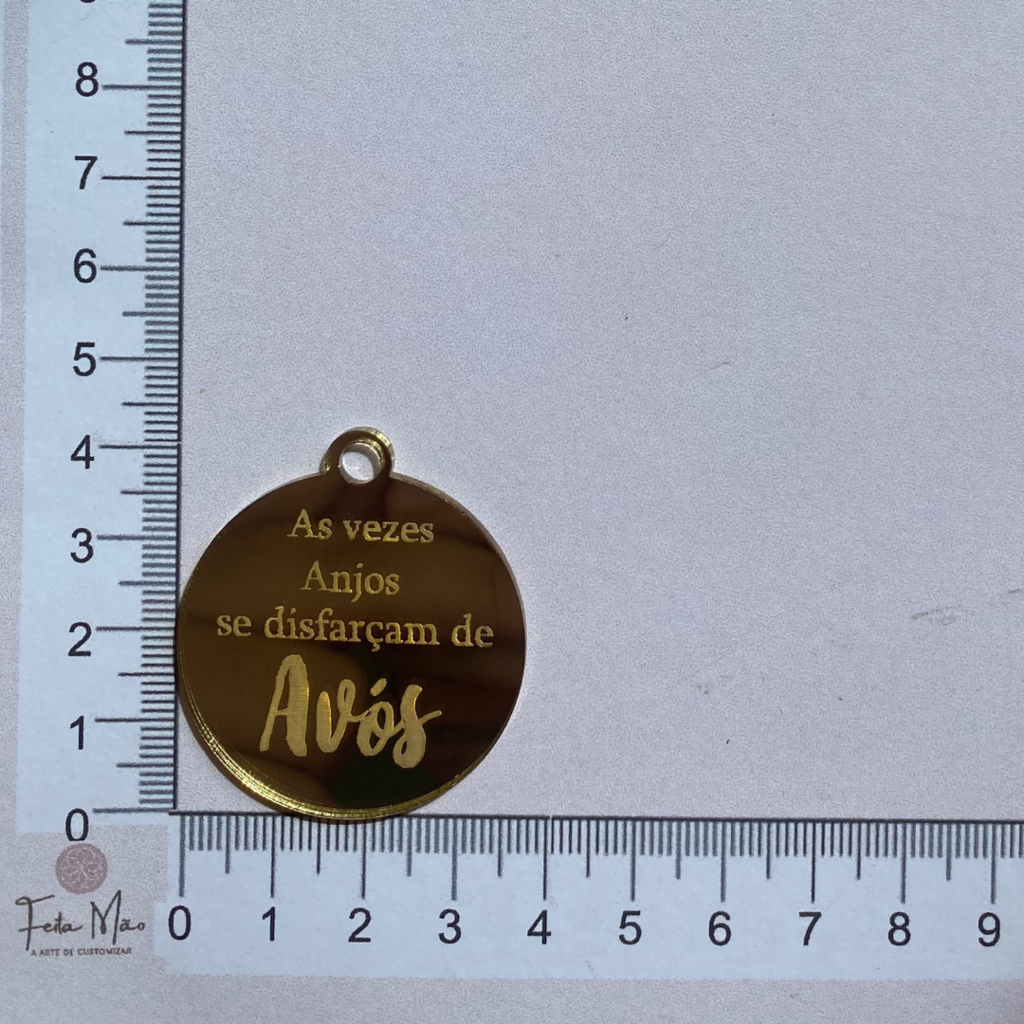 8
7
6
5
4
3
2
1
0
As vezes
Anjos
se disfarçam de
Avós
Feita Mão
A ARTE DE CUSTOMIZAR
0 1 2 3 4 5 6 7 8 9